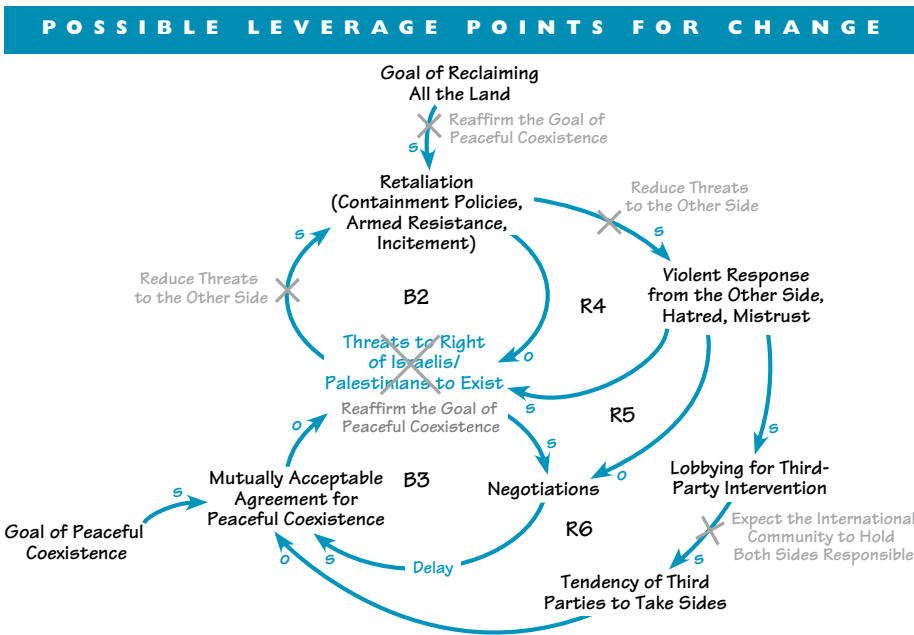 POSSIBLE LEVERAGE POINTS FOR CHANGE
Goal of Reclaiming
All the Land
Reaffirm the Goal of
Peaceful Coexistence
s
Retaliation
(Containment Policies,
Armed Resistance,
Incitement)
Reduce Threats
to the Other Side
s
s
Reduce Threats
to the Other Side
B2
R4
Violent Response
from the Other Side,
Hatred, Mistrust
Threats to Right
of Israelis/
Palestinians to Exist
o
Reaffirm the Goal of
Peaceful Coexistence
s
R5
o
s
s
Mutually Acceptable
Agreement for
Peaceful Coexistence
B3
Negotiations
o
Lobbying for Third-
Party Intervention
s
Goal of Peaceful
Coexistence
R6
Expect the International
Community to Hold
Both Sides Responsible
o
s
Delay
s
Tendency of Third
Parties to Take Sides